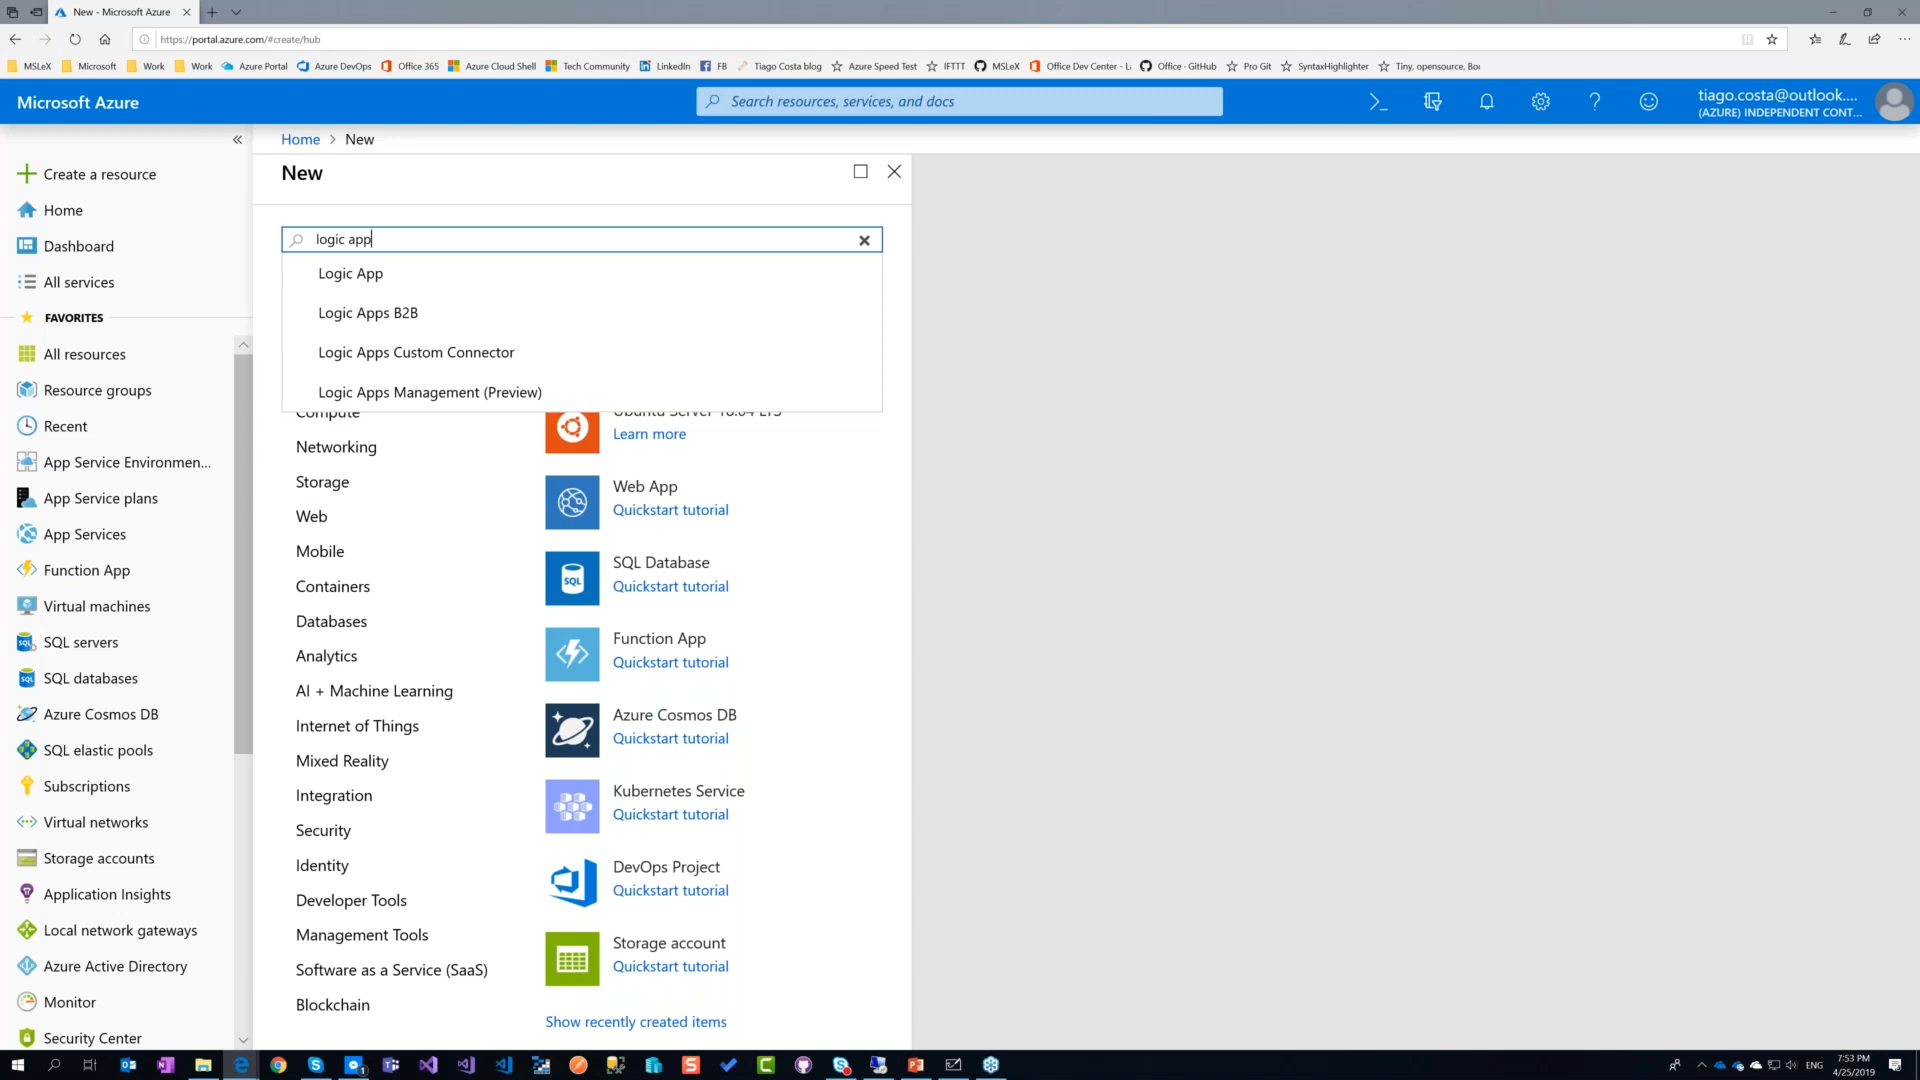 New - Microsoft Azure
https://portal.azure.com/#create/hub
MSLeX
Microsoft
Work
Work
Azure Portal
Azure DevOps
Office 365
Azure Cloud Shell
Tech Community
LinkedIn
FB
Tiago Costa blog
Azure Speed Test
IFTTT
MSLeX
Office Dev Center - L
Office · GitHub
Pro Git
SyntaxHighlighter
Tiny, opensource, Boo
Microsoft Azure
Search resources, services, and docs
tiago.costa@outlook....
(AZURE) INDEPENDENT CONT...
Home > New
Create a resource
Home
Dashboard
All services
FAVORITES
All resources
Resource groups
Recent
App Service Environmen...
App Service plans
App Services
Function App
Virtual machines
SQL servers
SQL databases
Azure Cosmos DB
SQL elastic pools
Subscriptions
Virtual networks
Storage accounts
Application Insights
Local network gateways
Azure Active Directory
Monitor
Security Center
New
logic app
Logic App
Logic Apps B2B
Logic Apps Custom Connector
Logic Apps Management (Preview)
Compute
Networking
Storage
Web
Mobile
Containers
Databases
Analytics
AI + Machine Learning
Internet of Things
Mixed Reality
Integration
Security
Identity
Developer Tools
Management Tools
Software as a Service (SaaS)
Blockchain
Ubuntu Server 18.04 LTS
Learn more
Web App
Quickstart tutorial
SQL Database
Quickstart tutorial
Function App
Quickstart tutorial
Azure Cosmos DB
Quickstart tutorial
Kubernetes Service
Quickstart tutorial
DevOps Project
Quickstart tutorial
Storage account
Quickstart tutorial
Show recently created items
ENG
7:53 PM
4/25/2019